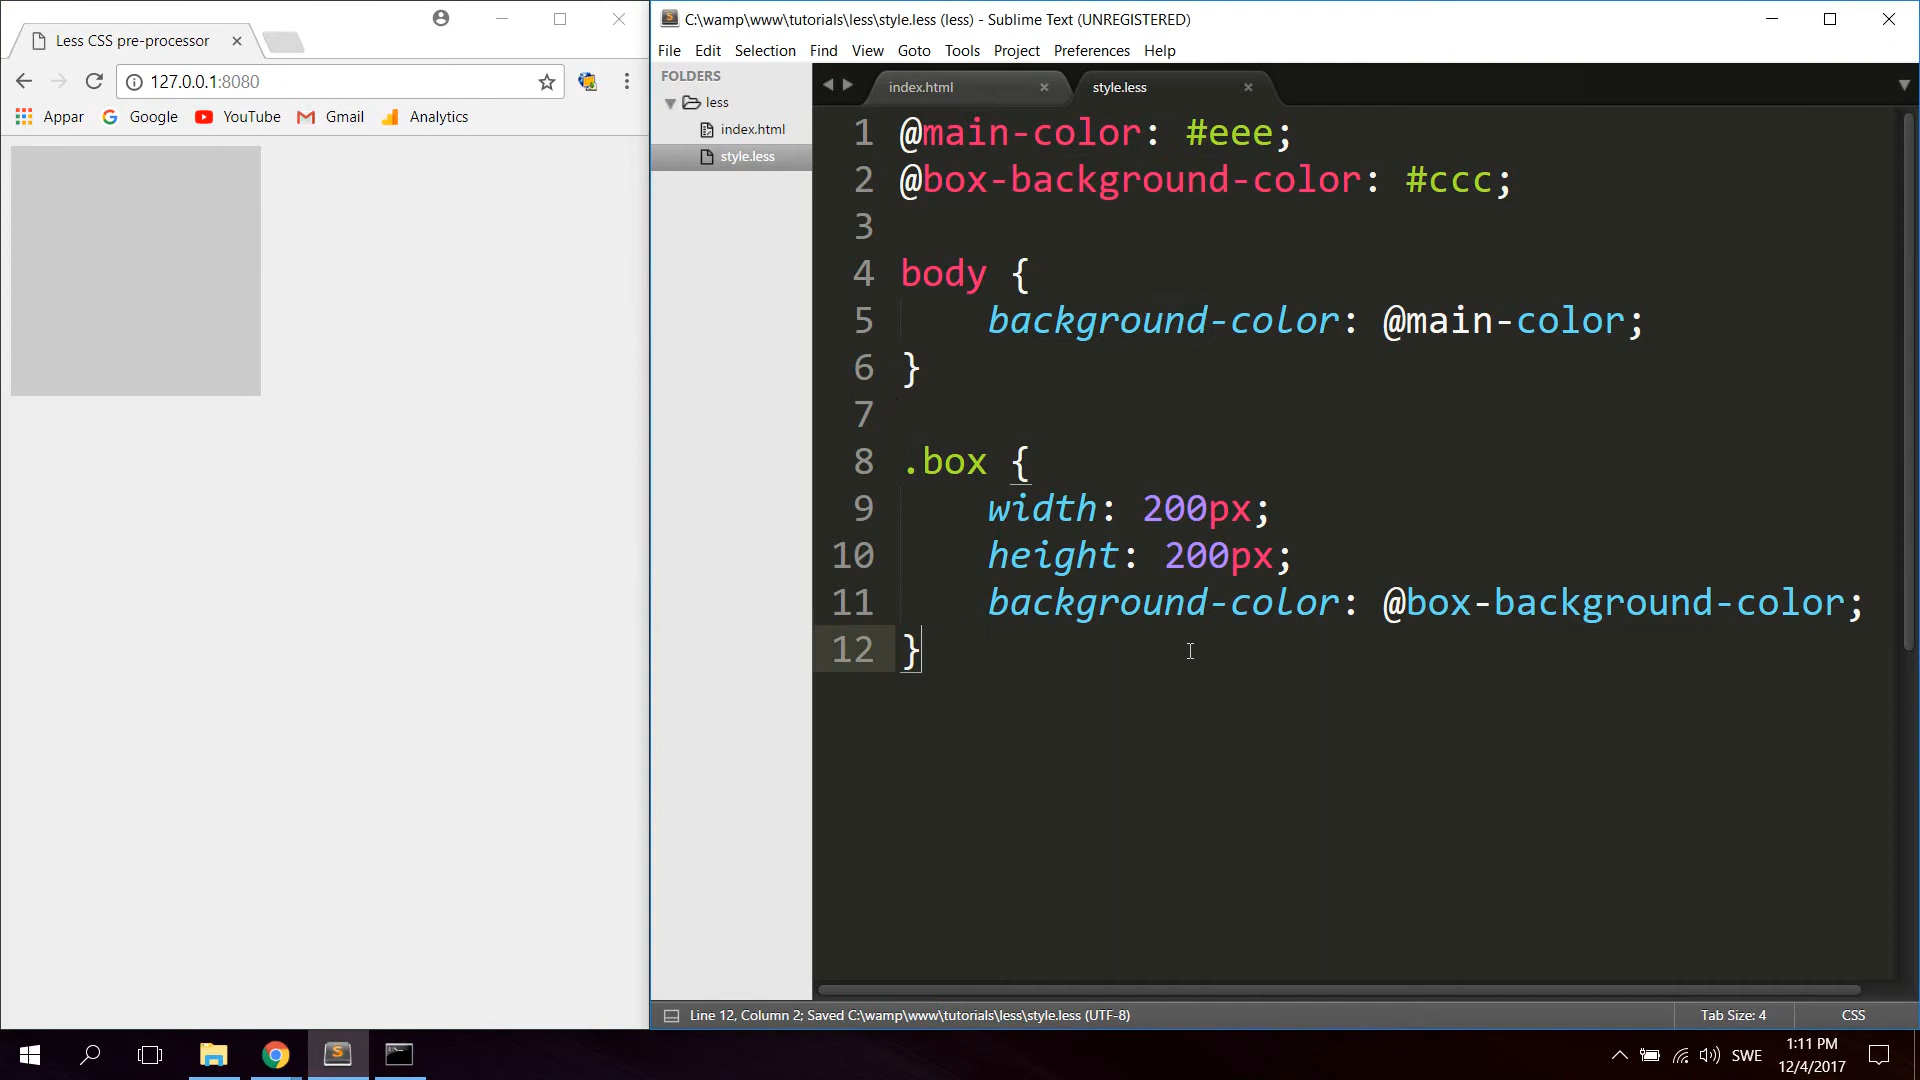 Less CSS pre-processor
127.0.0.1:8080
Appar Google YouTube Gmail Analytics
C:\wamp\www\tutorials\less\style.less (less) - Sublime Text (UNREGISTERED)
File Edit Selection Find View Goto Tools Project Preferences Help
FOLDERS
less
index.html
style.less
index.html style.less
1 @main-color: #eee;
2 @box-background-color: #ccc;
3
4 body {
5 background-color: @main-color;
6 }
7
8 .box {
9 width: 200px;
10 height: 200px;
11 background-color: @box-background-color;
12 }
Line 12, Column 2; Saved C:\wamp\www\tutorials\less\style.less (UTF-8) Tab Size: 4 CSS
SWE
1:11 PM
12/4/2017